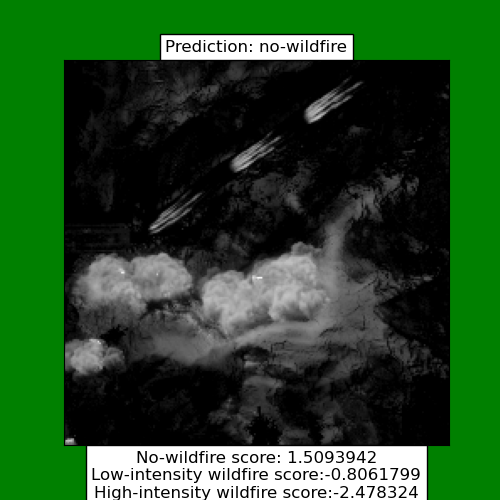 Prediction: no-wildfire
No-wildfire score: 1.5093942
Low-intensity wildfire score:-0.8061799
High-intensity wildfire score:-2.478324